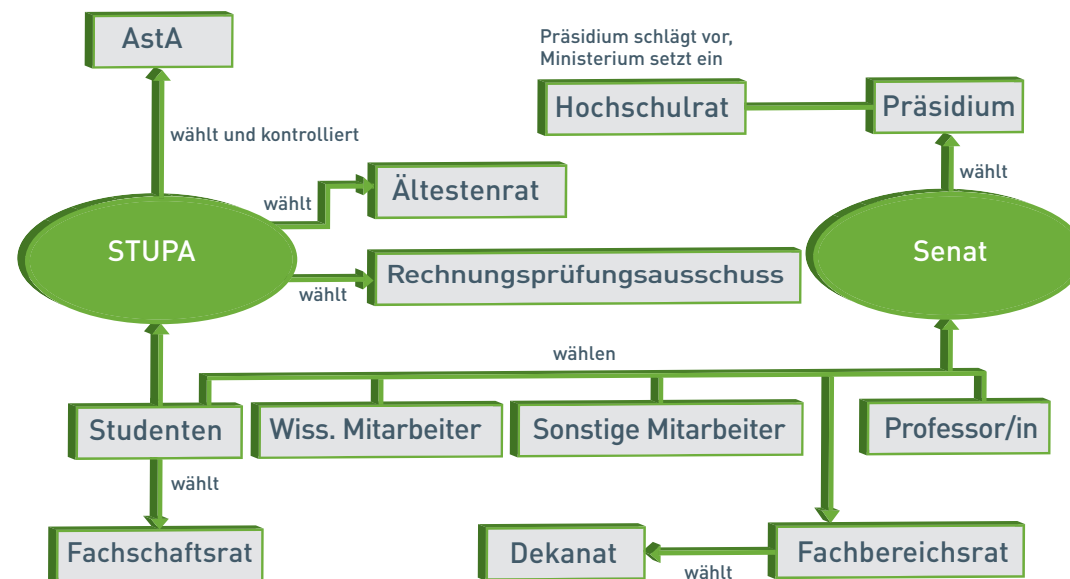 AstA
Präsidium schlägt vor,
Ministerium setzt ein
Hochschulrat
Präsidium
wählt und kontrolliert
wählt
Ältestenrat
wählt
STUPA
Senat
Rechnungsprüfungsausschuss
wählt
wählen
Studenten
Wiss. Mitarbeiter
Sonstige Mitarbeiter
Professor/in
wählt
Fachschaftsrat
Dekanat
wählt
Fachbereichsrat